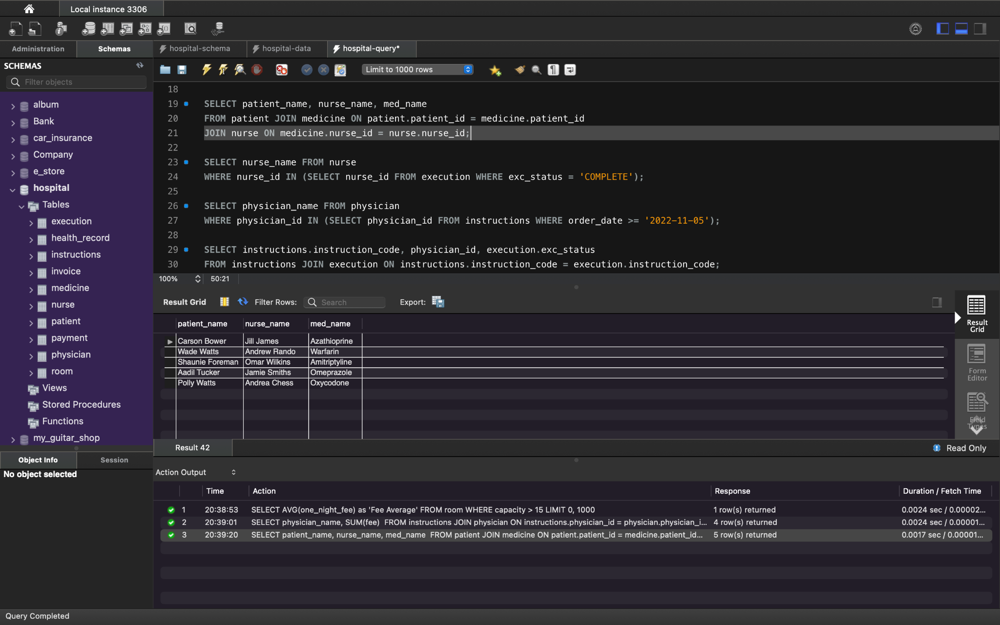 Local instance 3306
Administration
Schemas
hospital-schema
hospital-data
hospital-query*
SCHEMAS
Filter objects
album
Bank
car_insurance
Company
e_store
hospital
Tables
execution
health_record
instructions
invoice
medicine
nurse
patient
payment
physician
room
Views
Stored Procedures
Functions
my_guitar_shop
Object Info
Session
No object selected
Limit to 1000 rows
18
19 SELECT patient_name, nurse_name, med_name
20 FROM patient JOIN medicine ON patient.patient_id = medicine.patient_id
21 JOIN nurse ON medicine.nurse_id = nurse.nurse_id;
22
23 SELECT nurse_name FROM nurse
24 WHERE nurse_id IN (SELECT nurse_id FROM execution WHERE exc_status = 'COMPLETE');
25
26 SELECT physician_name FROM physician
27 WHERE physician_id IN (SELECT physician_id FROM instructions WHERE order_date >= '2022-11-05');
28
29 SELECT instructions.instruction_code, physician_id, execution.exc_status
30 FROM instructions JOIN execution ON instructions.instruction_code = execution.instruction_code;
100% 50:21
Result Grid Filter Rows: Search Export:
patient_name nurse_name med_name
Carson Bower Jill James Azathioprine
Wade Watts Andrew Rando Warfarin
Shaunie Foreman Omar Wilkins Amitriptyline
Aadil Tucker Jamie Smiths Omeprazole
Polly Watts Andrea Chess Oxycodone
Result
Grid
Form
Editor
Field
Types
Result 42
Read Only
Action Output
Time Action Response Duration / Fetch Time
1 20:38:53 SELECT AVG(one_night_fee) as 'Fee Average' FROM room WHERE capacity > 15 LIMIT 0, 1000 1 row(s) returned 0.0024 sec / 0.00002...
2 20:39:01 SELECT physician_name, SUM(fee)  FROM instructions JOIN physician ON instructions.physician_id = physician.physician_i... 4 row(s) returned 0.0024 sec / 0.00001...
3 20:39:20 SELECT patient_name, nurse_name, med_name  FROM patient JOIN medicine ON patient.patient_id = medicine.patient_id... 5 row(s) returned 0.0017 sec / 0.00001...
Query Completed